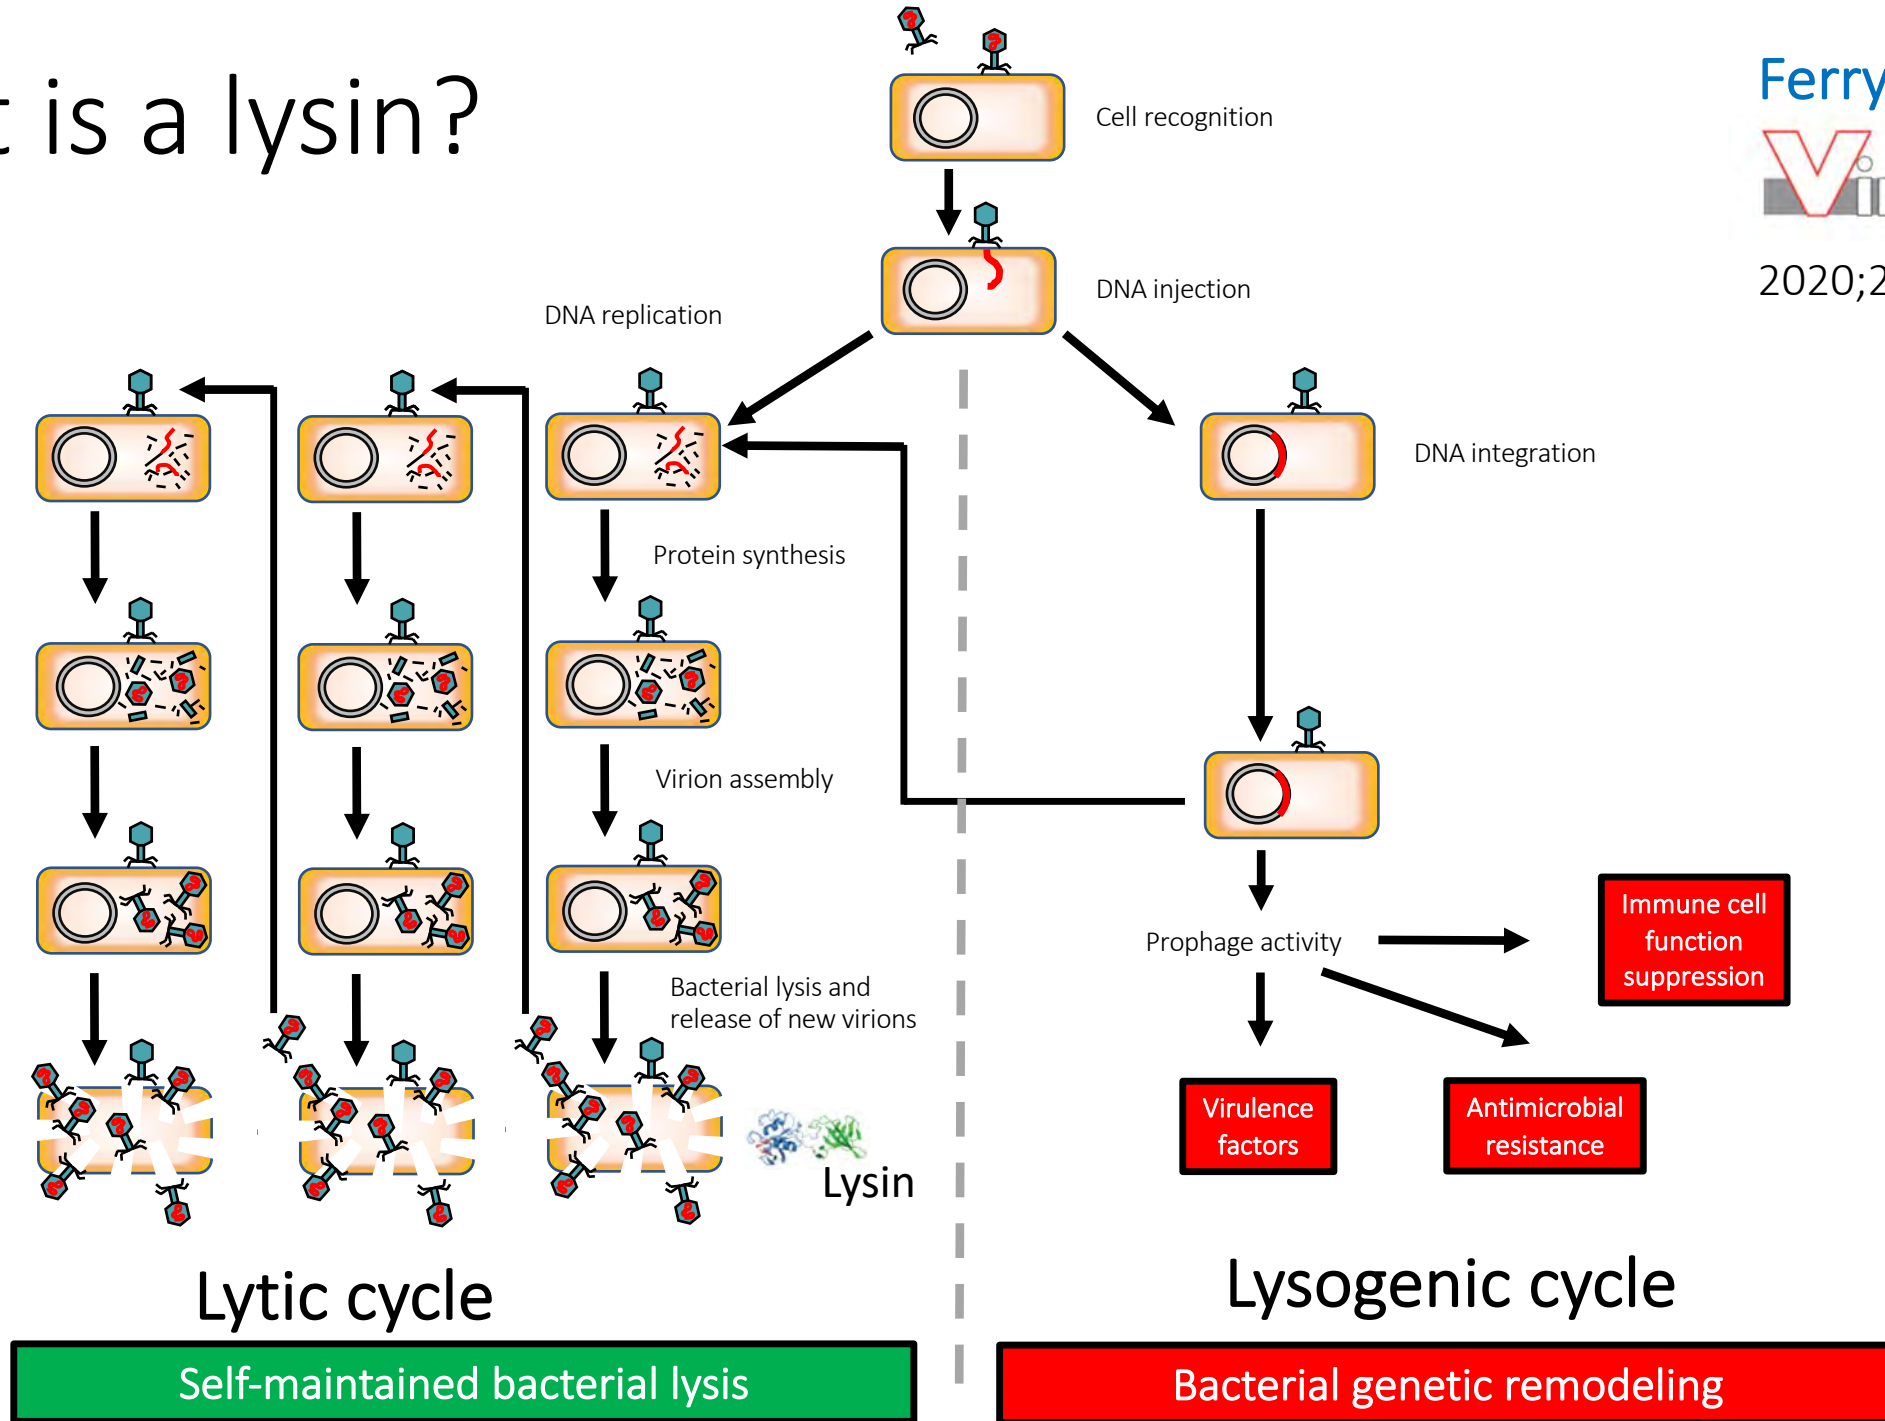 t is a lysin?
Ferry
2020;2
Cell recognition
DNA injection
DNA replication
DNA integration
Protein synthesis
Virion assembly
Bacterial lysis and
release of new virions
Lysin
Prophage activity
Immune cell
function
suppression
Virulence
factors
Antimicrobial
resistance
Lytic cycle
Lysogenic cycle
Self-maintained bacterial lysis
Bacterial genetic remodeling